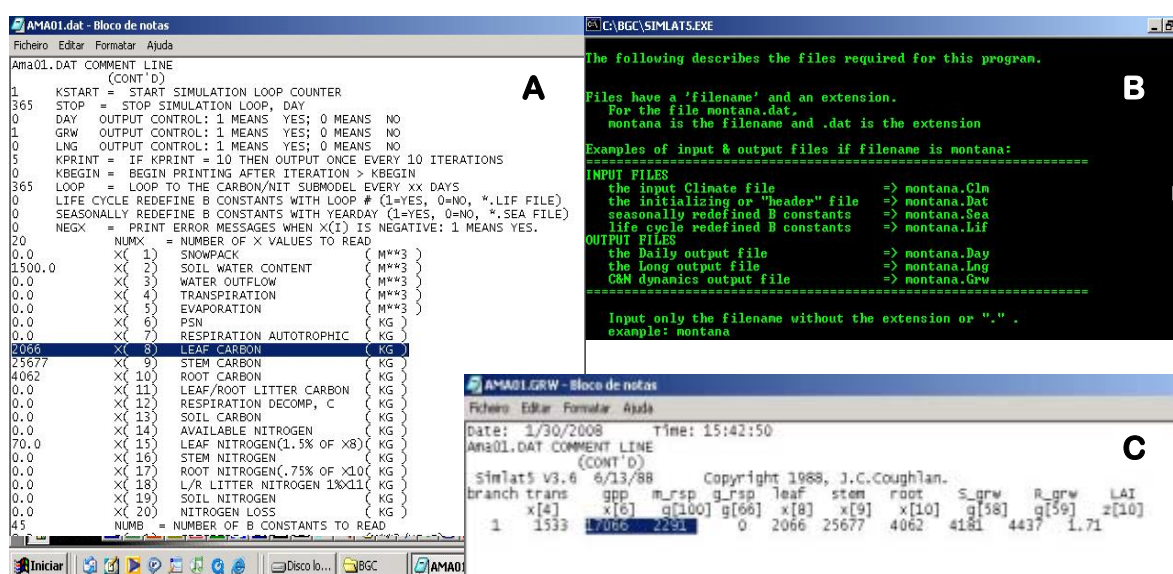 AMA01.dat - Bloco de notas
Ficheiro Editar Formatar Ajuda
Ama01.DAT COMMENT LINE
(CONT'D)
1 KSTART = START SIMULATION LOOP COUNTER
365 STOP = STOP SIMULATION LOOP, DAY
0 DAY OUTPUT CONTROL: 1 MEANS YES; 0 MEANS NO
1 GRW OUTPUT CONTROL: 1 MEANS YES; 0 MEANS NO
0 LNG OUTPUT CONTROL: 1 MEANS YES; 0 MEANS NO
5 KPRINT = IF KPRINT = 10 THEN OUTPUT ONCE EVERY 10 ITERATIONS
0 KBEGIN = BEGIN PRINTING AFTER ITERATION > KBEGIN
365 LOOP = LOOP TO THE CARBON/NIT SUBMODEL EVERY xx DAYS
0 LIFE CYCLE REDEFINE B CONSTANTS WITH LOOP # (1=YES, 0=NO, *.LIF FILE)
0 SEASONALLY REDEFINE B CONSTANTS WITH YEARDAY (1=YES, 0=NO, *.SEA FILE)
0 NEGX = PRINT ERROR MESSAGES WHEN X(I) IS NEGATIVE: 1 MEANS YES.
20 NUMX = NUMBER OF X VALUES TO READ
0.0 X( 1) SNOWPACK ( M**3 )
1500.0 X( 2) SOIL WATER CONTENT ( M**3 )
0.0 X( 3) WATER OUTFLOW ( M**3 )
0.0 X( 4) TRANSPIRATION ( M**3 )
0.0 X( 5) EVAPORATION ( M**3 )
0.0 X( 6) PSN ( KG )
0.0 X( 7) RESPIRATION AUTOTROPHIC ( KG )
2066 X( 8) LEAF CARBON ( KG )
25677 X( 9) STEM CARBON ( KG )
4062 X( 10) ROOT CARBON ( KG )
0.0 X( 11) LEAF/ROOT LITTER CARBON ( KG )
0.0 X( 12) RESPIRATION DECOMP, C ( KG )
0.0 X( 13) SOIL CARBON ( KG )
0.0 X( 14) AVAILABLE NITROGEN ( KG )
70.0 X( 15) LEAF NITROGEN(1.5% OF X8)( KG )
0.0 X( 16) STEM NITROGEN ( KG )
0.0 X( 17) ROOT NITROGEN(.75% OF X10( KG )
0.0 X( 18) L/R LITTER NITROGEN 1%X11( KG )
0.0 X( 19) SOIL NITROGEN ( KG )
0.0 X( 20) NITROGEN LOSS ( KG )
45 NUMB = NUMBER OF B CONSTANTS TO READ
A
Iniciar Disco lo... BGC AMA01
C:\BGC\SIMLAT5.EXE
The following describes the files required for this program.
B
Files have a 'filename' and an extension.
For the file montana.dat,
montana is the filename and .dat is the extension
Examples of input & output files if filename is montana:
INPUT FILES
the input Climate file => montana.Clm
the initializing or "header" file => montana.Dat
seasonally redefined B constants => montana.Sea
life cycle redefined B constants => montana.Lif
OUTPUT FILES
the Daily output file => montana.Day
the Long output file => montana.Lng
C&N dynamics output file => montana.Grw
Input only the filename without the extension or "." .
example: montana
AMA01.GRW - Bloco de notas
Ficheiro Editar Formatar Ajuda
Date: 1/30/2008 Time: 15:42:50
Ama01.DAT COMMENT LINE
(CONT'D)
C
Simlat5 v3.6 6/13/88 Copyright 1988, J.C.Coughlan.
branch trans gpp m_rsp g_rsp leaf stem root S_grw R_grw LAI
x[4] x[6] g[100] g[66] x[8] x[9] x[10] g[58] g[59] z[10]
1 1533 17066 2291 0 2066 25677 4062 4181 4437 1.71